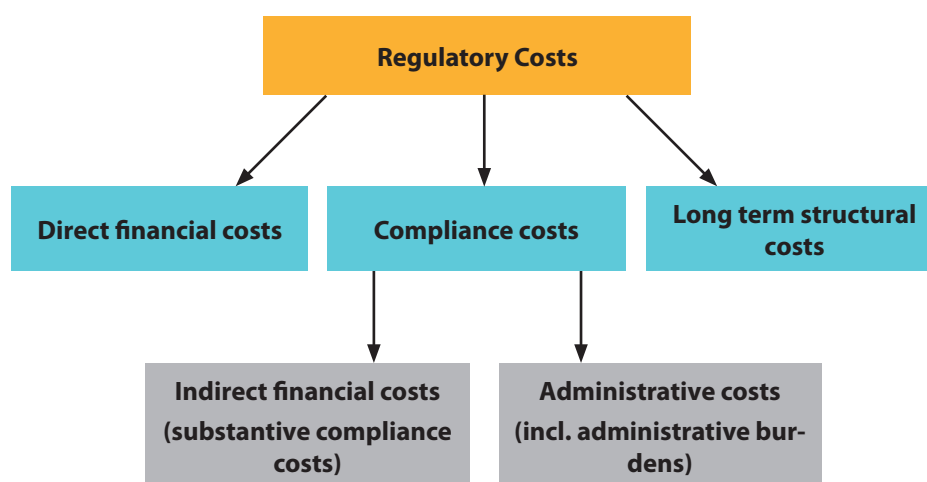 Regulatory Costs
Direct financial costs
Compliance costs
Long term structural
costs
Indirect financial costs
(substantive compliance
costs)
Administrative costs
(incl. administrative bur-
dens)